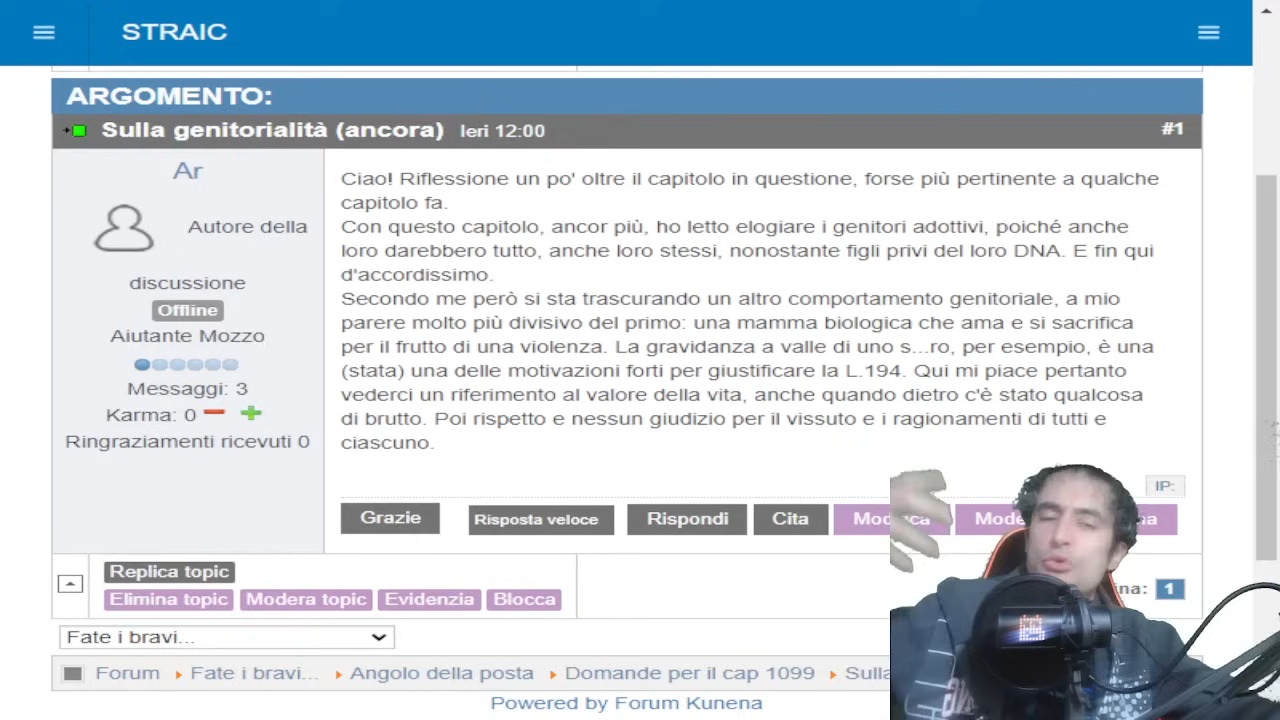 STRAIC
ARGOMENTO:
Sulla genitorialità (ancora) Ieri 12:00
#1
Ar
Autore della
discussione
Offline
Aiutante Mozzo
Messaggi: 3
Karma: 0
Ringraziamenti ricevuti 0
Ciao! Riflessione un po' oltre il capitolo in questione, forse più pertinente a qualche
capitolo fa.
Con questo capitolo, ancor più, ho letto elogiare i genitori adottivi, poiché anche
loro darebbero tutto, anche loro stessi, nonostante figli privi del loro DNA. E fin qui
d'accordissimo.
Secondo me però si sta trascurando un altro comportamento genitoriale, a mio
parere molto più divisivo del primo: una mamma biologica che ama e si sacrifica
per il frutto di una violenza. La gravidanza a valle di uno s...ro, per esempio, è una
(stata) una delle motivazioni forti per giustificare la L.194. Qui mi piace pertanto
vederci un riferimento al valore della vita, anche quando dietro c'è stato qualcosa
di brutto. Poi rispetto e nessun giudizio per il vissuto e i ragionamenti di tutti e
ciascuno.
IP:
Grazie Risposta veloce Rispondi Cita
Replica topic
Elimina topic Modera topic Evidenzia Blocca
1
Fate i bravi...
Forum Fate i bravi... Angolo della posta Domande per il cap 1099
Powered by Forum Kunena